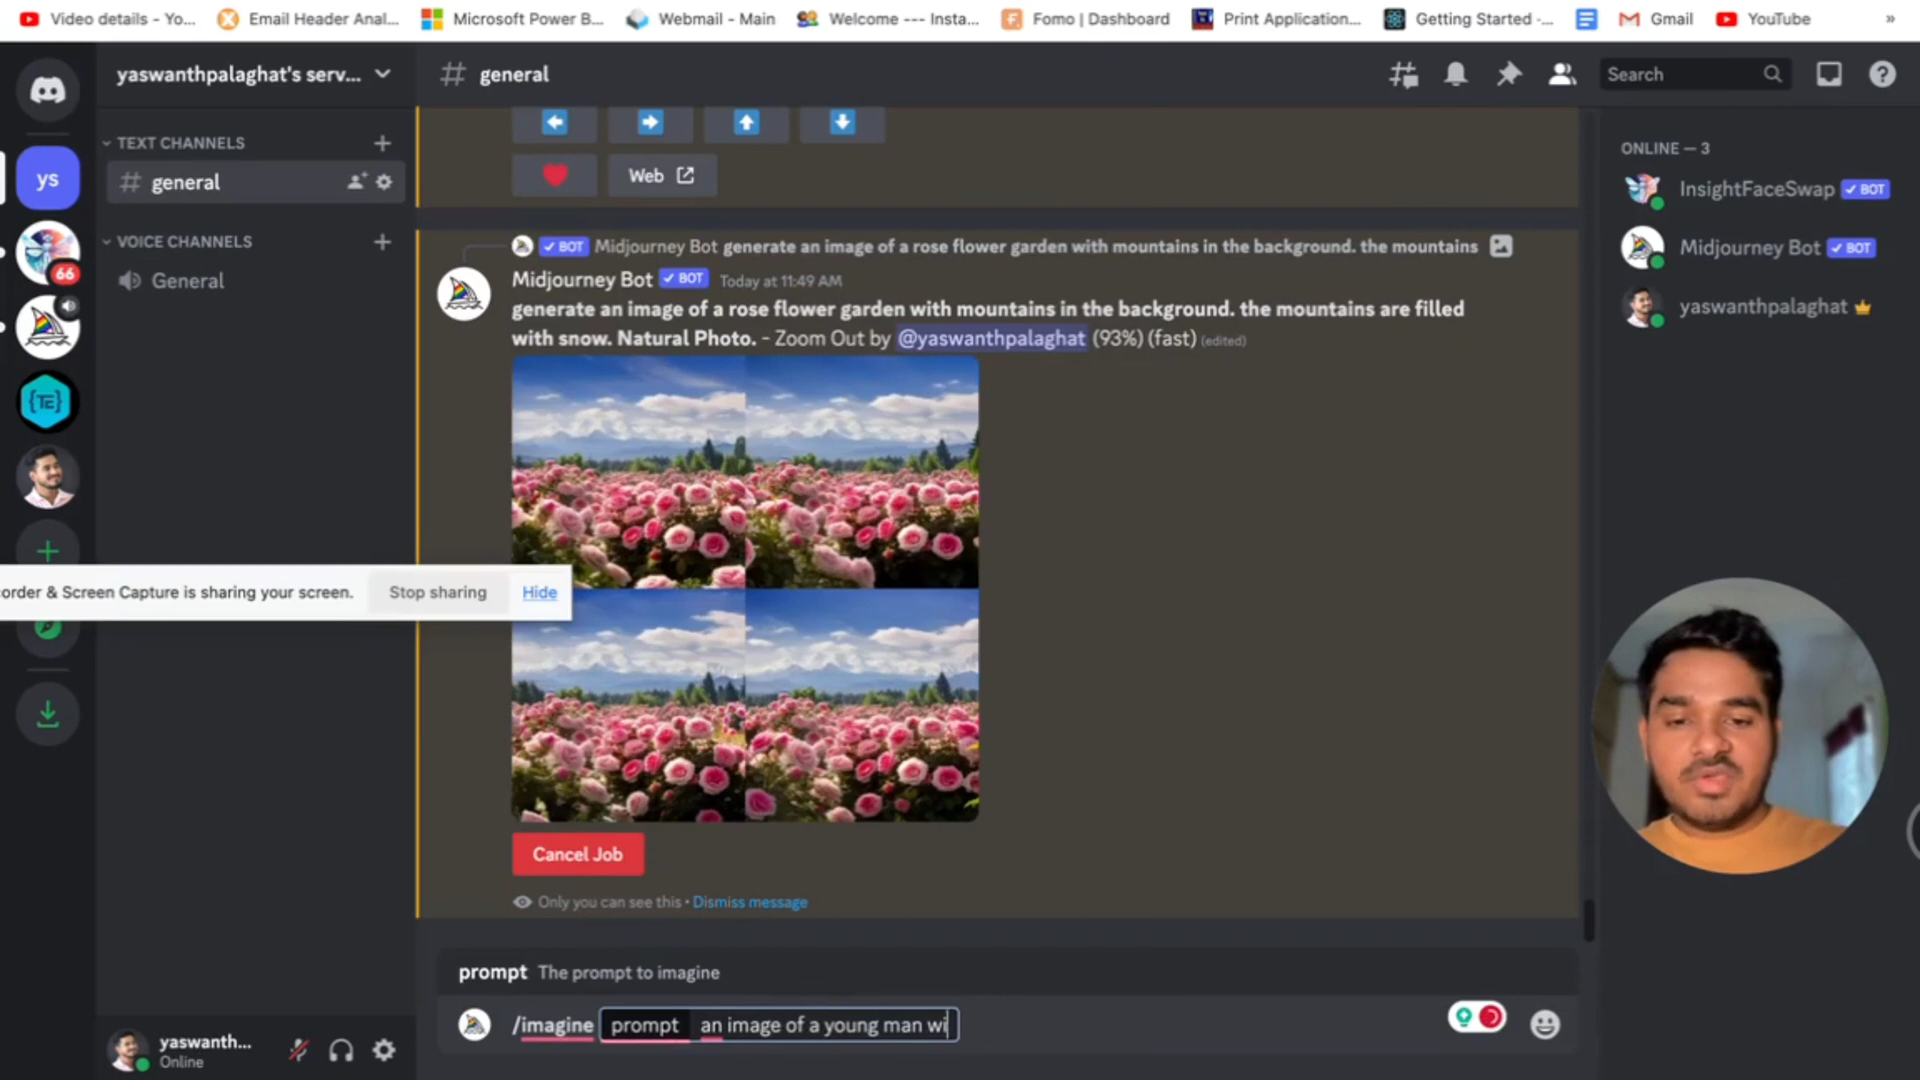 Video details - Yo...
Email Header Anal...
Microsoft Power B...
Webmail - Main
Welcome --- Insta...
Fomo | Dashboard
Print Application...
Getting Started -...
Gmail
YouTube
»
yaswanthpalaghat's serv...
general
Search
TEXT CHANNELS
general
VOICE CHANNELS
General
ys
66
{TE}
Web
BOT Midjourney Bot generate an image of a rose flower garden with mountains in the background. the mountains
Midjourney Bot BOT Today at 11:49 AM
generate an image of a rose flower garden with mountains in the background. the mountains are filled
with snow. Natural Photo. - Zoom Out by @yaswanthpalaghat (93%) (fast) (edited)
Cancel Job
Only you can see this • Dismiss message
ONLINE — 3
InsightFaceSwap BOT
Midjourney Bot BOT
yaswanthpalaghat
order & Screen Capture is sharing your screen. Stop sharing Hide
prompt The prompt to imagine
/imagine prompt an image of a young man wi
yaswanth...
Online